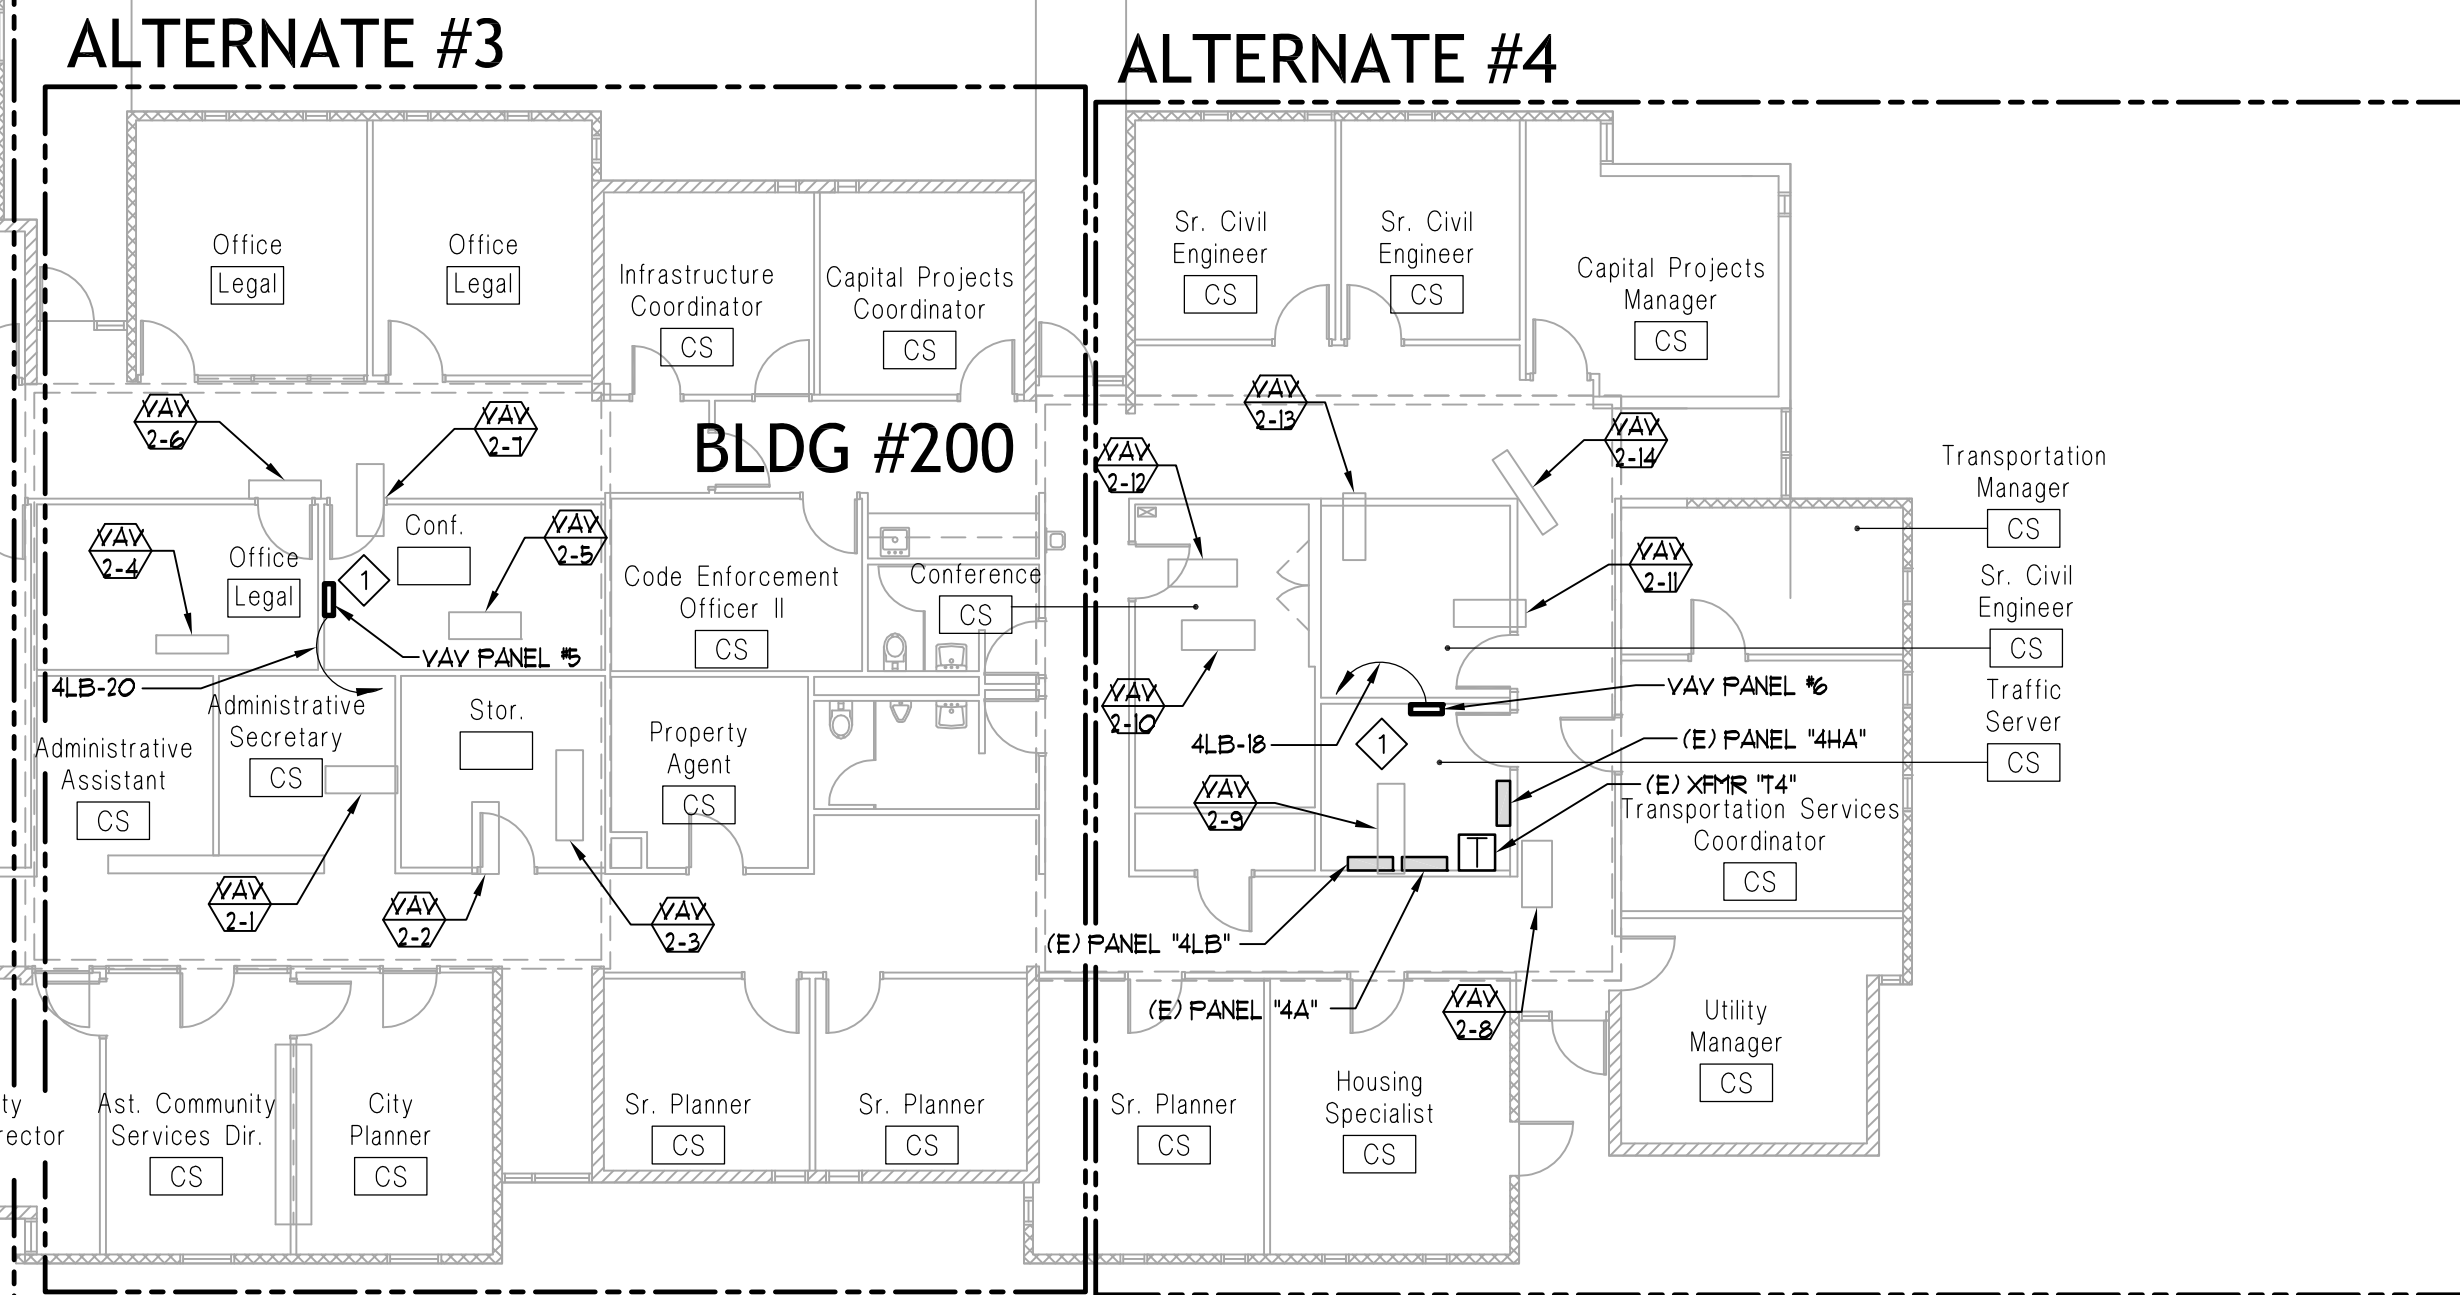 ALTERNATE #3
ALTERNATE #4
BLDG #200
Office
Legal
Office
Legal
Infrastructure
Coordinator
CS
Capital Projects
Coordinator
CS
Sr. Civil
Engineer
CS
Sr. Civil
Engineer
CS
Capital Projects
Manager
CS
VAV
2-6
VAV
2-7
VAV
2-13
VAV
2-12
VAV
2-14
Transportation
Manager
CS
VAV
2-4
Office
Legal
1
Conf.
VAV
2-5
Code Enforcement
Officer II
CS
Conference
CS
VAV
2-11
Sr. Civil
Engineer
CS
VAV PANEL #5
4LB-20
VAV
2-10
4LB-18
1
VAV PANEL #6
(E) PANEL "4HA"
(E) XFMR "T4"
T
Traffic
Server
CS
Administrative
Assistant
CS
Administrative
Secretary
CS
Stor.
Property
Agent
CS
VAV
2-9
Transportation Services
Coordinator
CS
VAV
2-1
VAV
2-2
VAV
2-3
(E) PANEL "4LB"
(E) PANEL "4A"
VAV
2-8
Utility
Manager
CS
ty
rector
Ast. Community
Services Dir.
CS
City
Planner
CS
Sr. Planner
CS
Sr. Planner
CS
Sr. Planner
CS
Housing
Specialist
CS